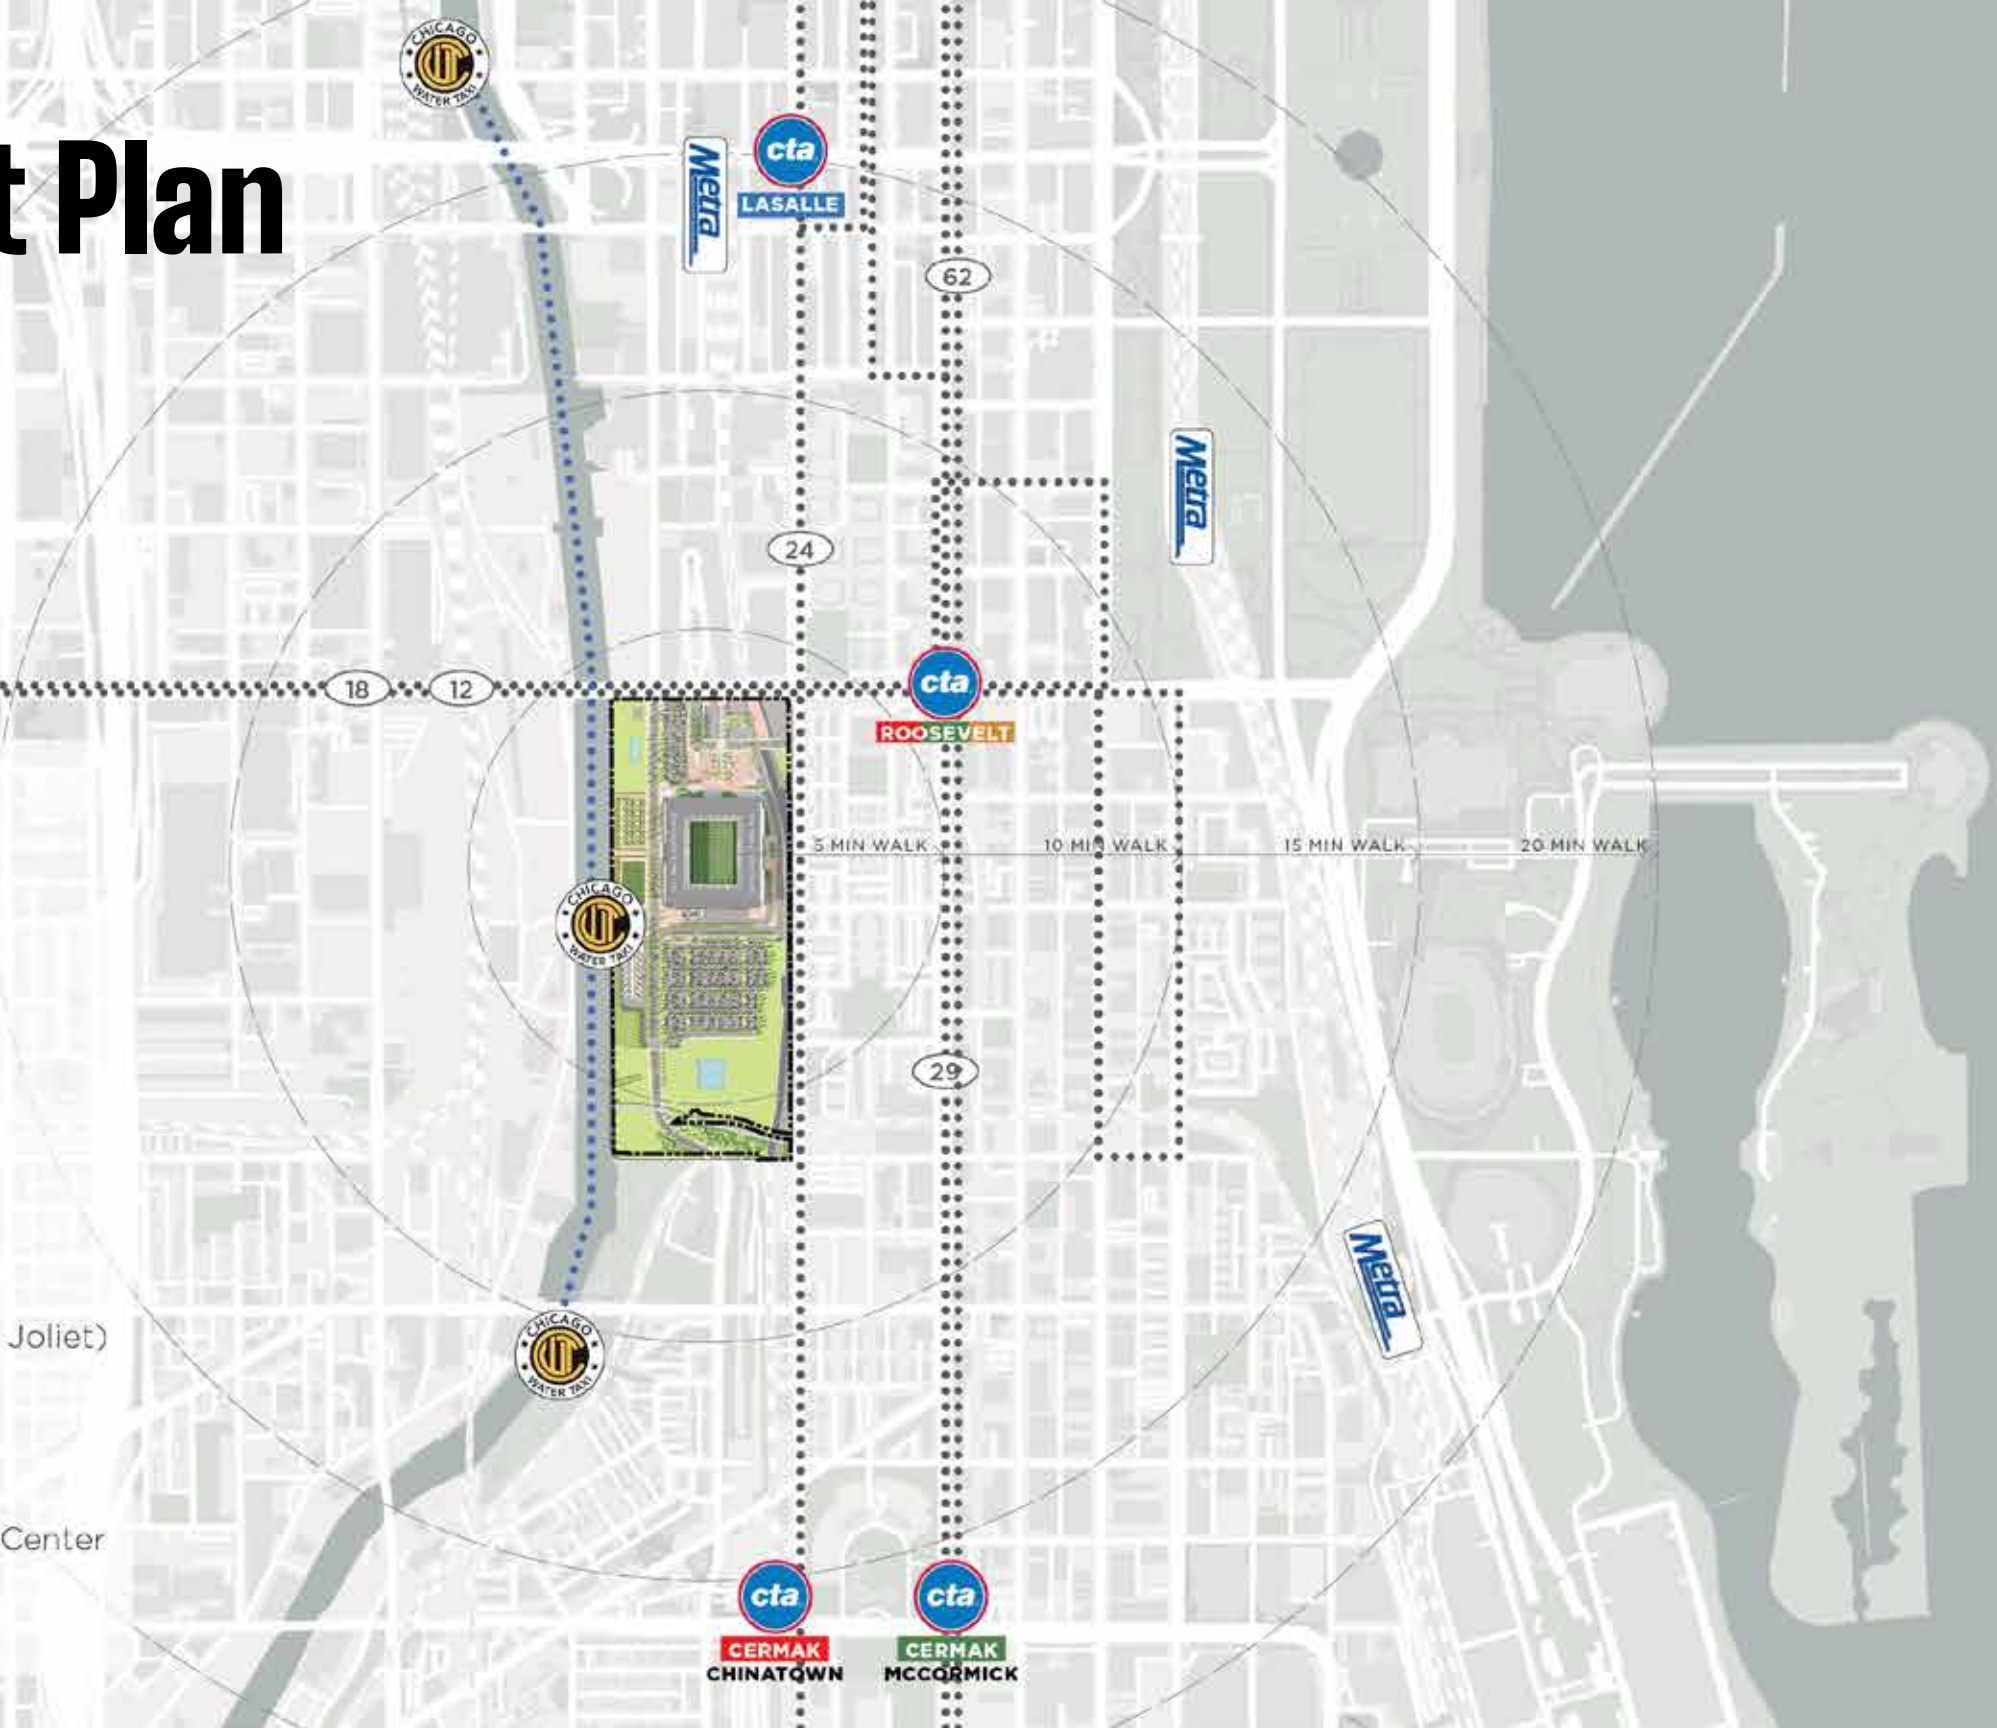 CHICAGO
WATER TAXI
t Plan
Metra
cta
LASALLE
62
Metra
24
18
12
cta
ROOSEVELT
5 MIN WALK
10 MIN WALK
15 MIN WALK
20 MIN WALK
CHICAGO
WATER TAXI
29
Metra
Joliet)
CHICAGO
WATER TAXI
Center
cta
cta
CERMAK
CHINATOWN
CERMAK
MCCORMICK